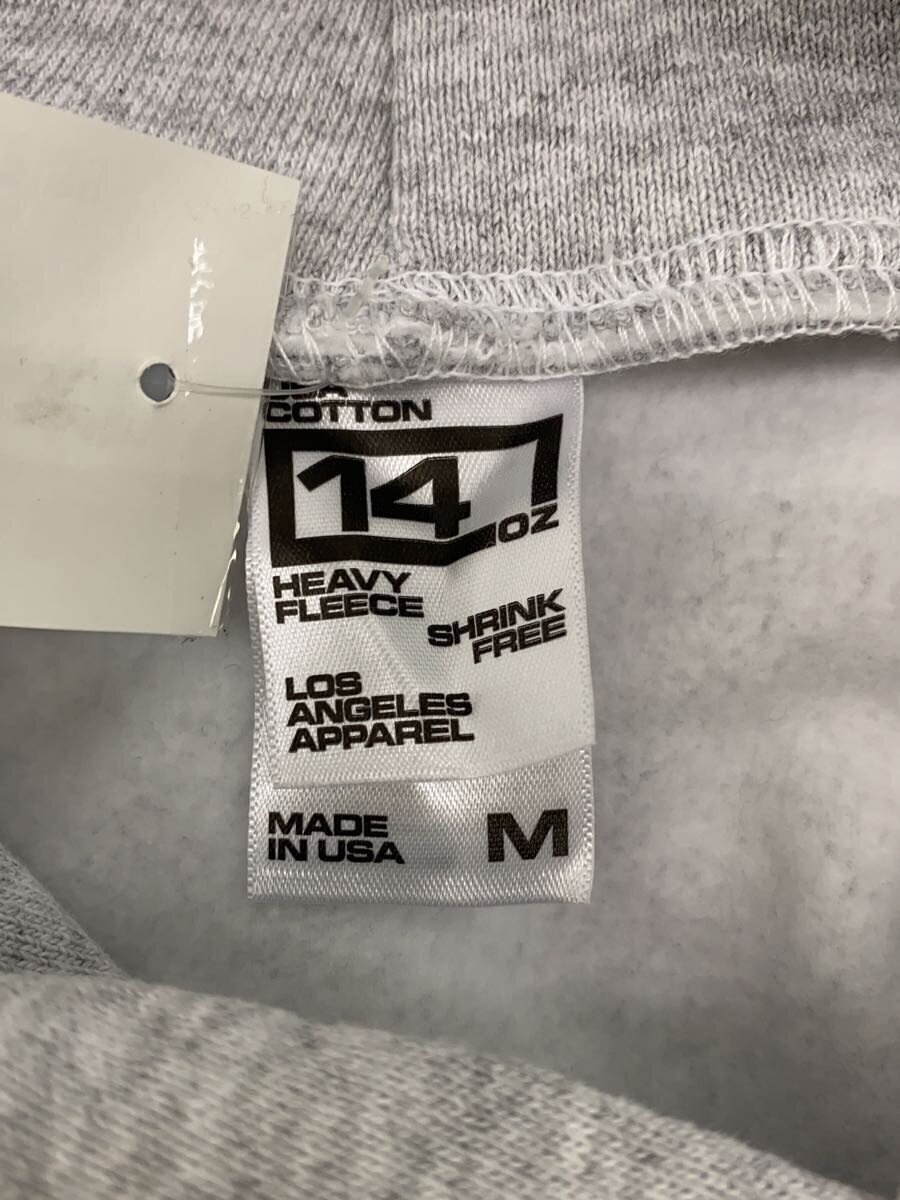 COTTON
14 OZ
HEAVY
FLEECE
SHRINK
FREE
LOS
ANGELES
APPAREL
MADE
IN USA
M